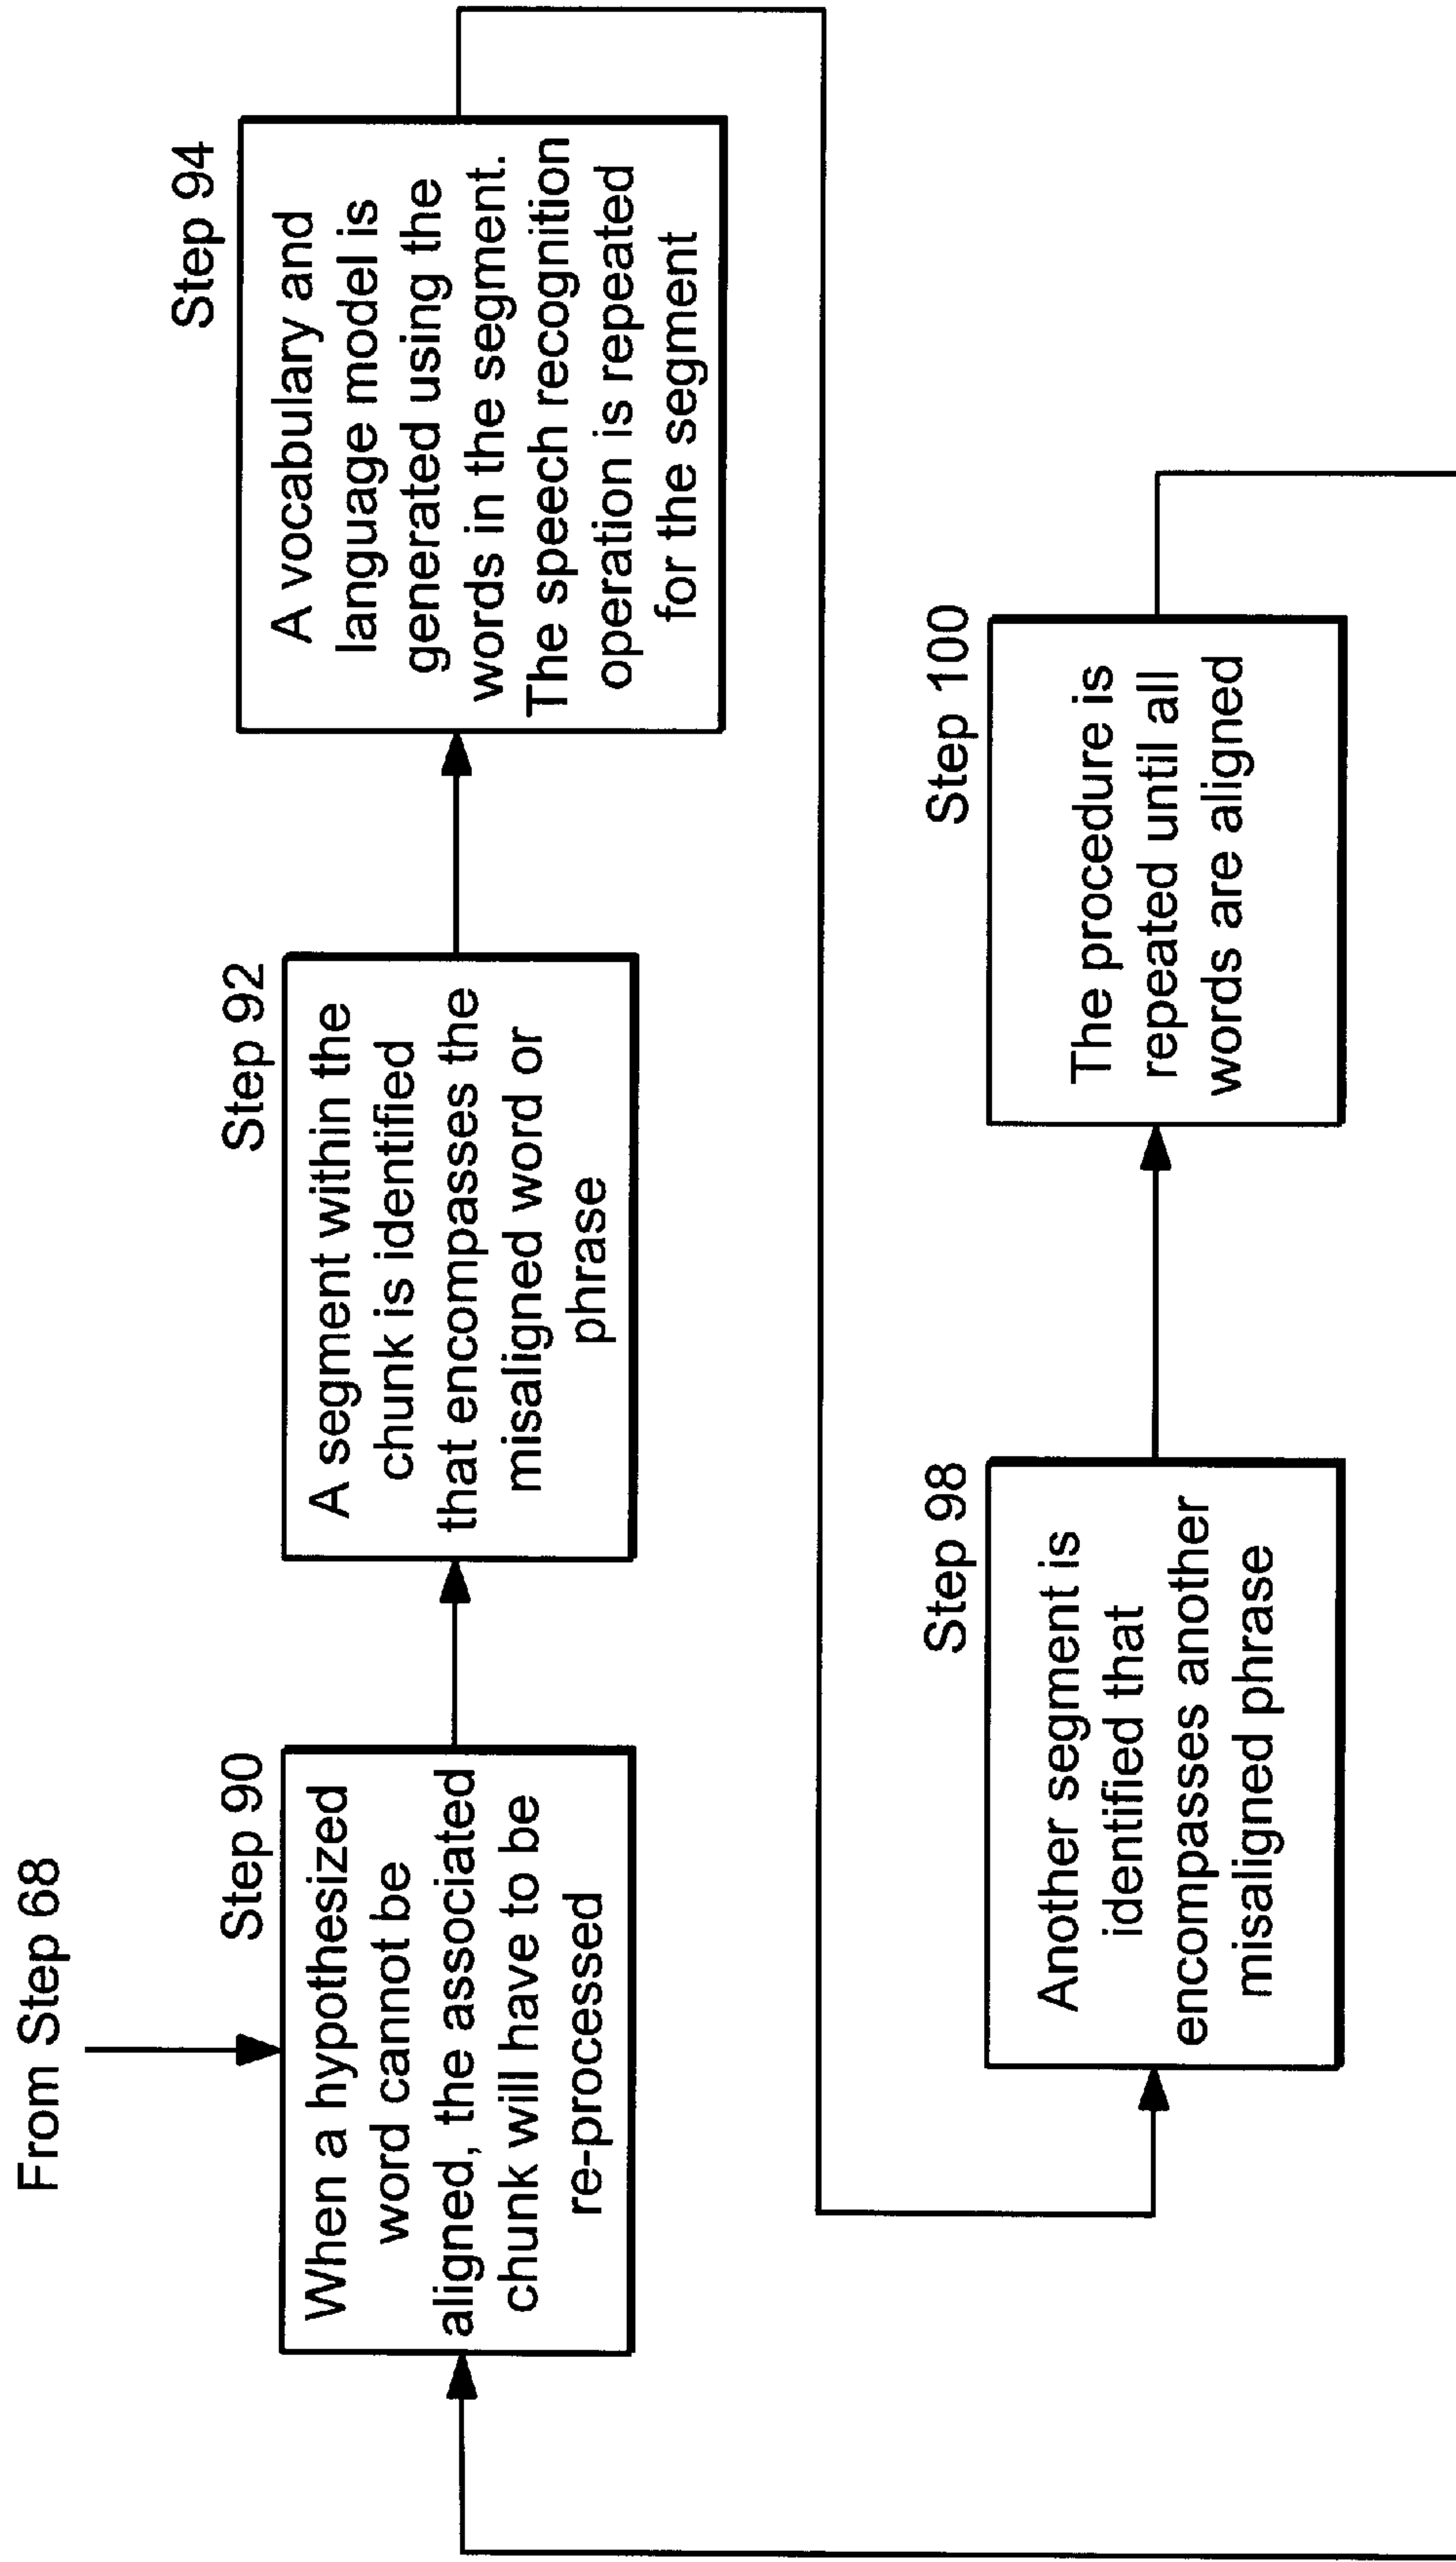 From Step 68
Step 90
When a hypothesized
word cannot be
aligned, the associated
chunk will have to be
re-processed
Step 92
A segment within the
chunk is identified
that encompasses the
misaligned word or
phrase
Step 94
A vocabulary and
language model is
generated using the
words in the segment.
The speech recognition
operation is repeated
for the segment
Step 98
Another segment is
identified that
encompasses another
misaligned phrase
Step 100
The procedure is
repeated until all
words are aligned